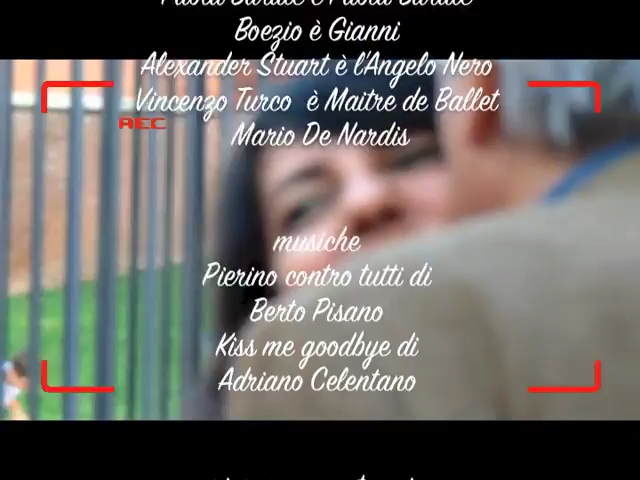 Boezio è Gianni
Alexander Stuart è l'Angelo Nero
Vincenzo Turco è Maitre de Ballet
REC
Mario De Nardis
musiche
Pierino contro tutti di
Berto Pisano
Kiss me goodbye di
Adriano Celentano